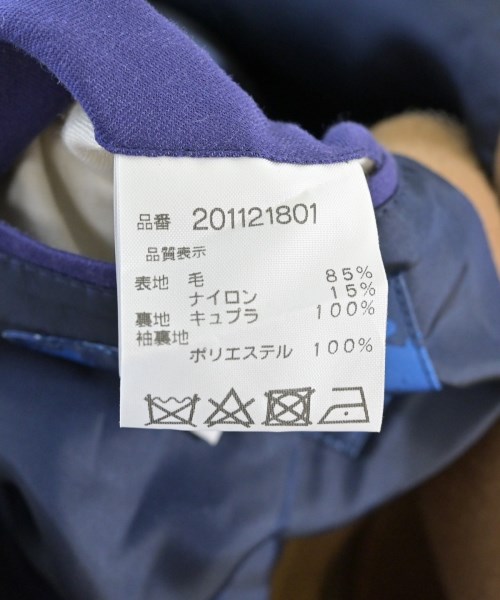 品番 201121801
品質表示
表地 毛 85%
ナイロン 15%
裏地 キュプラ 100%
袖裏地
ポリエステル 100%